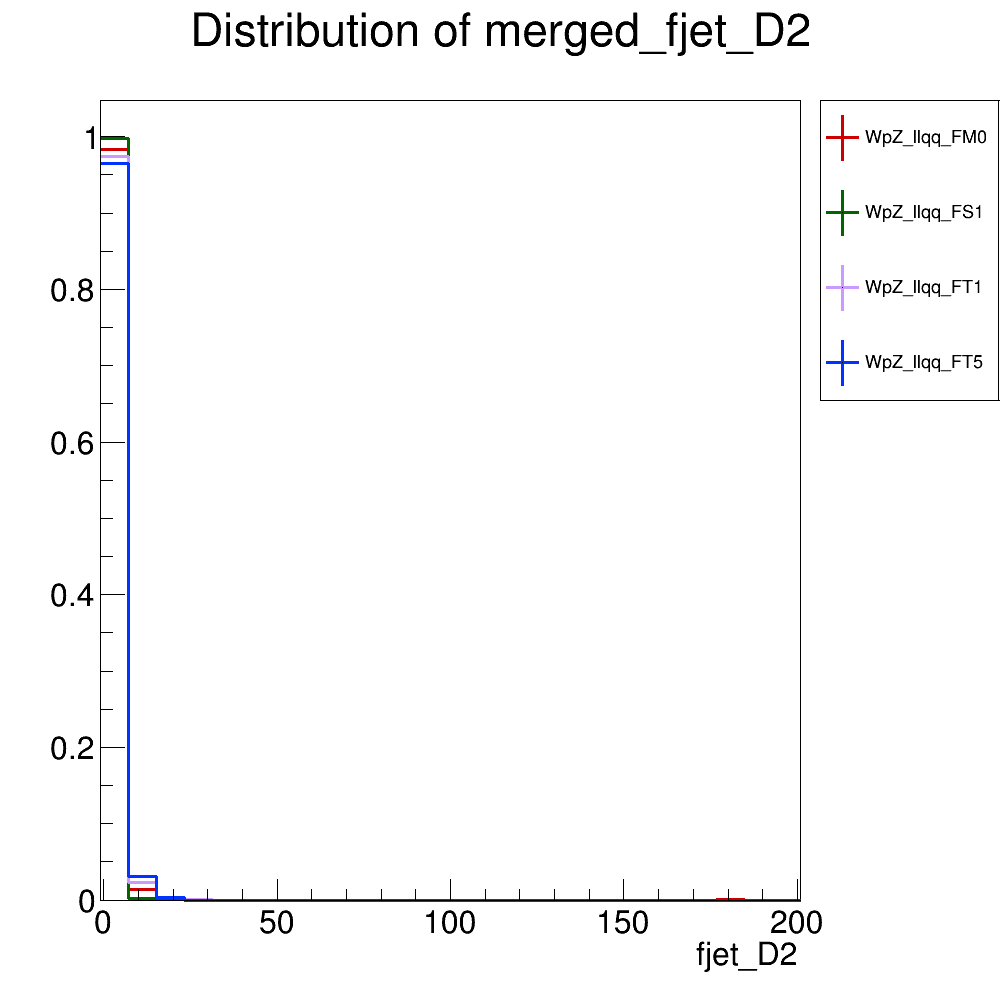 Distribution of merged_fjet_D2
1
0.8
0.6
0.4
0.2
0
0 50 100 150 200
fjet_D2
WpZ_llqq_FM0
WpZ_llqq_FS1
WpZ_llqq_FT1
WpZ_llqq_FT5